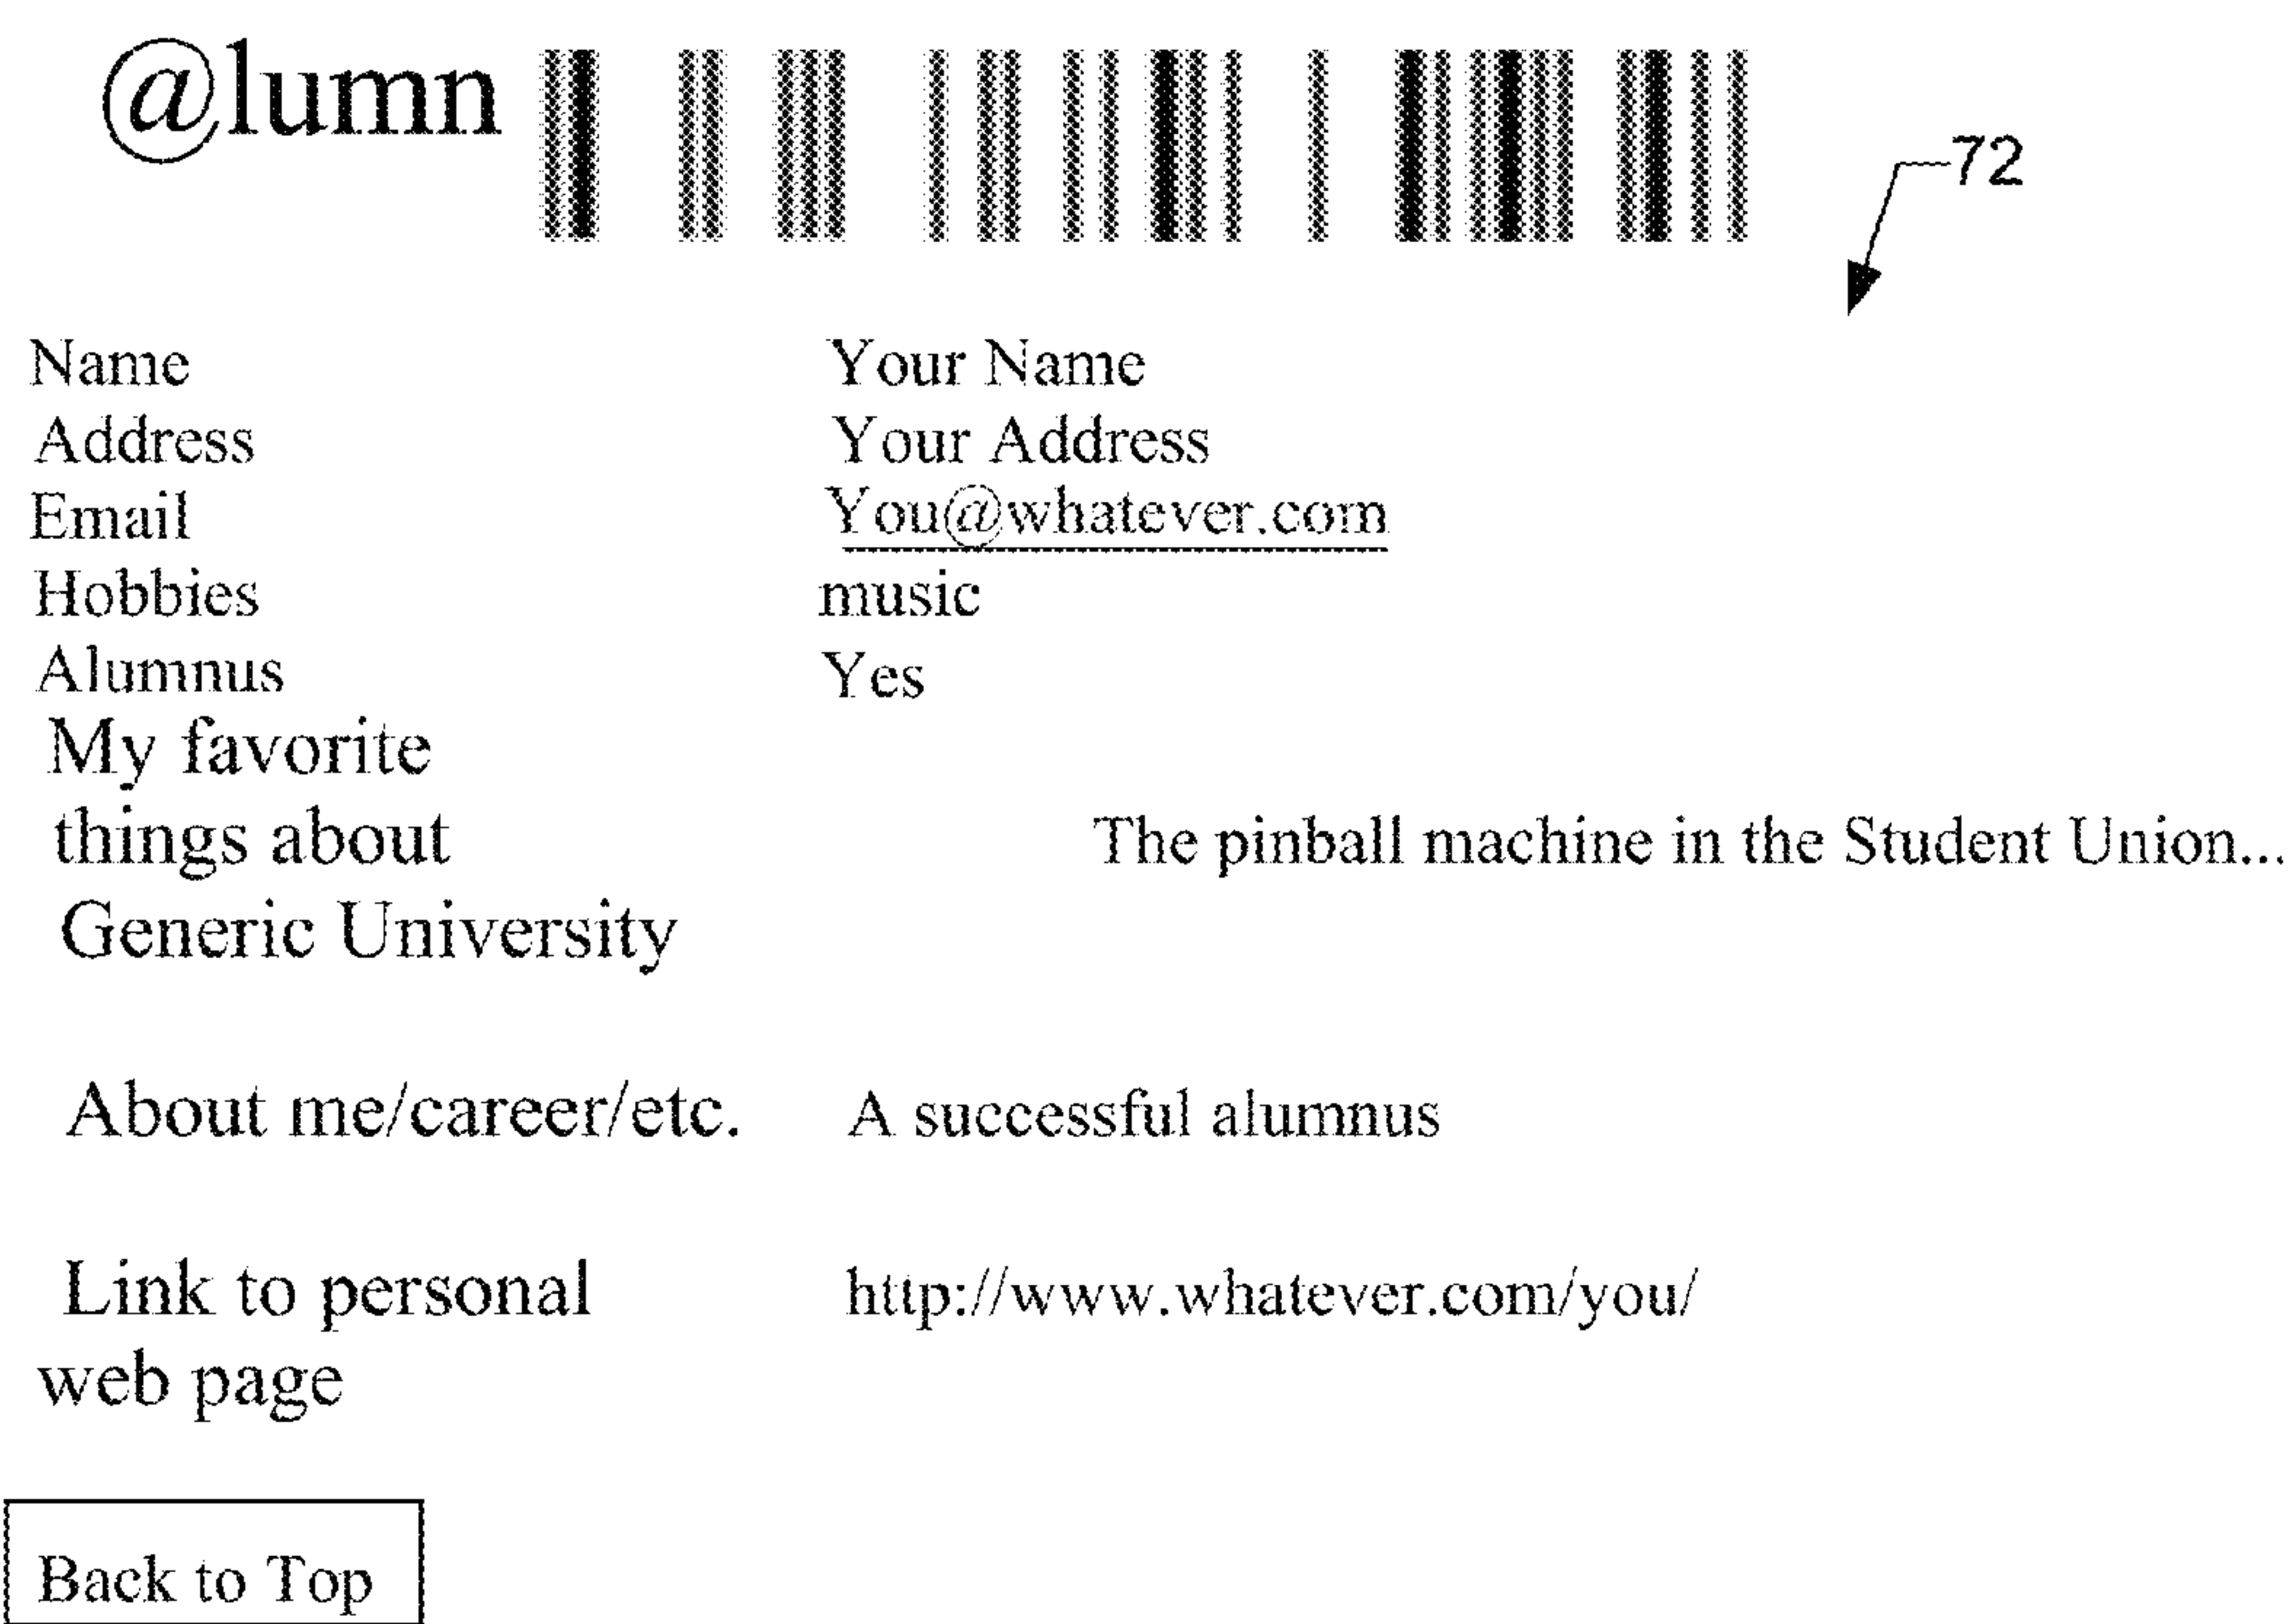 @lumn
72
Name Your Name
Address Your Address
Email You@whatever.com
Hobbies music
Alumnus Yes
My favorite
things about The pinball machine in the Student Union...
Generic University
About me/career/etc. A successful alumnus
Link to personal http://www.whatever.com/you/
web page
Back to Top